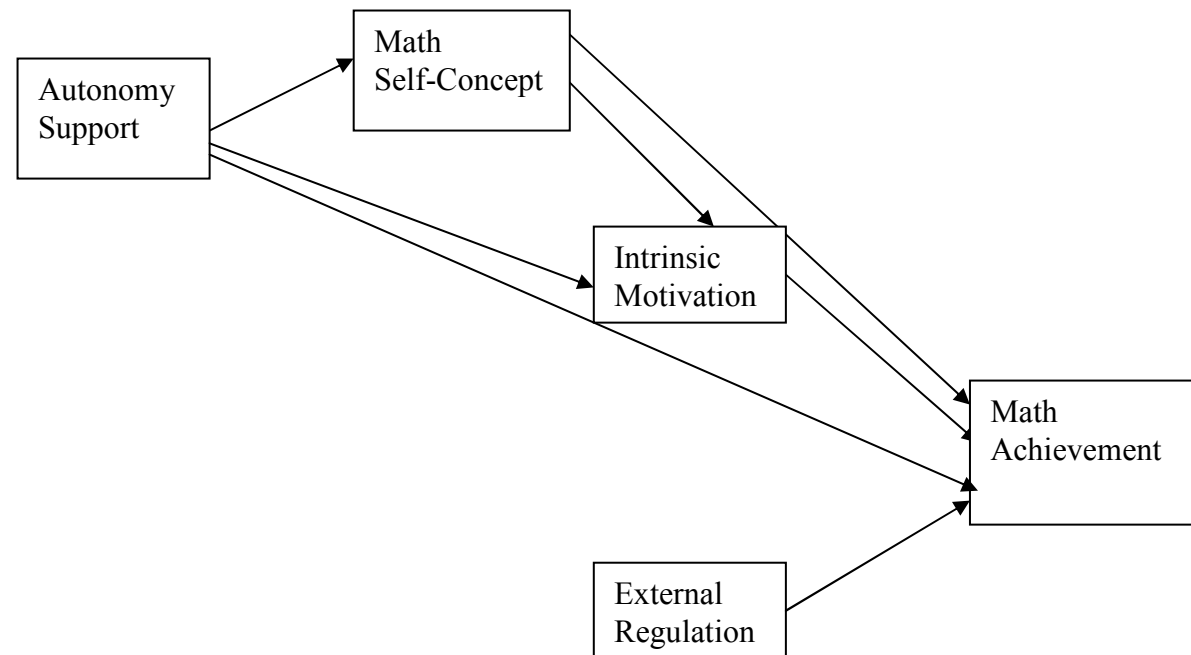 Math
Self-Concept
Autonomy
Support
Intrinsic
Motivation
Math
Achievement
External
Regulation